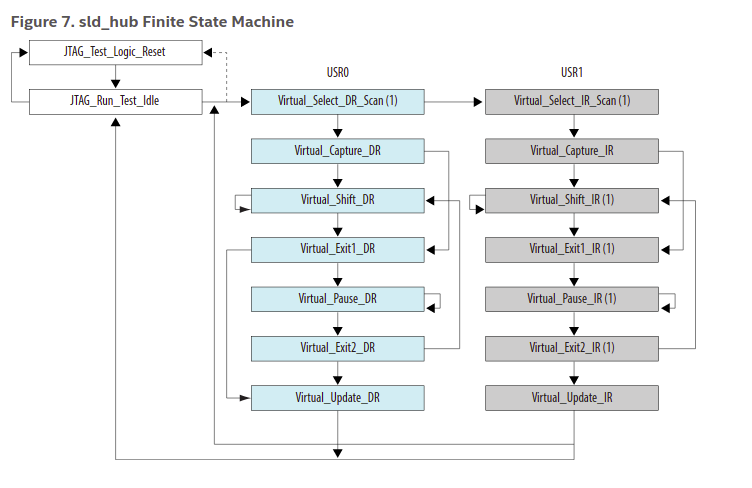 Figure 7. sld_hub Finite State Machine
JTAG_Test_Logic_Reset
USR0
USR1
JTAG_Run_Test_Idle
Virtual_Select_DR_Scan (1)
Virtual_Select_IR_Scan (1)
Virtual_Capture_DR
Virtual_Capture_IR
Virtual_Shift_DR
Virtual_Shift_IR (1)
Virtual_Exit1_DR
Virtual_Exit1_IR (1)
Virtual_Pause_DR
Virtual_Pause_IR (1)
Virtual_Exit2_DR
Virtual_Exit2_IR (1)
Virtual_Update_DR
Virtual_Update_IR